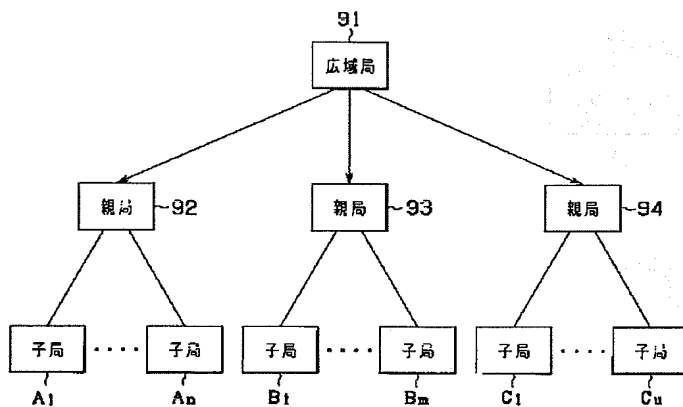 91
広域局
親局 92
親局 93
親局 94
子局 ････ 子局
子局 ････ 子局
子局 ････ 子局
A1 An B1 Bm C1 Cu